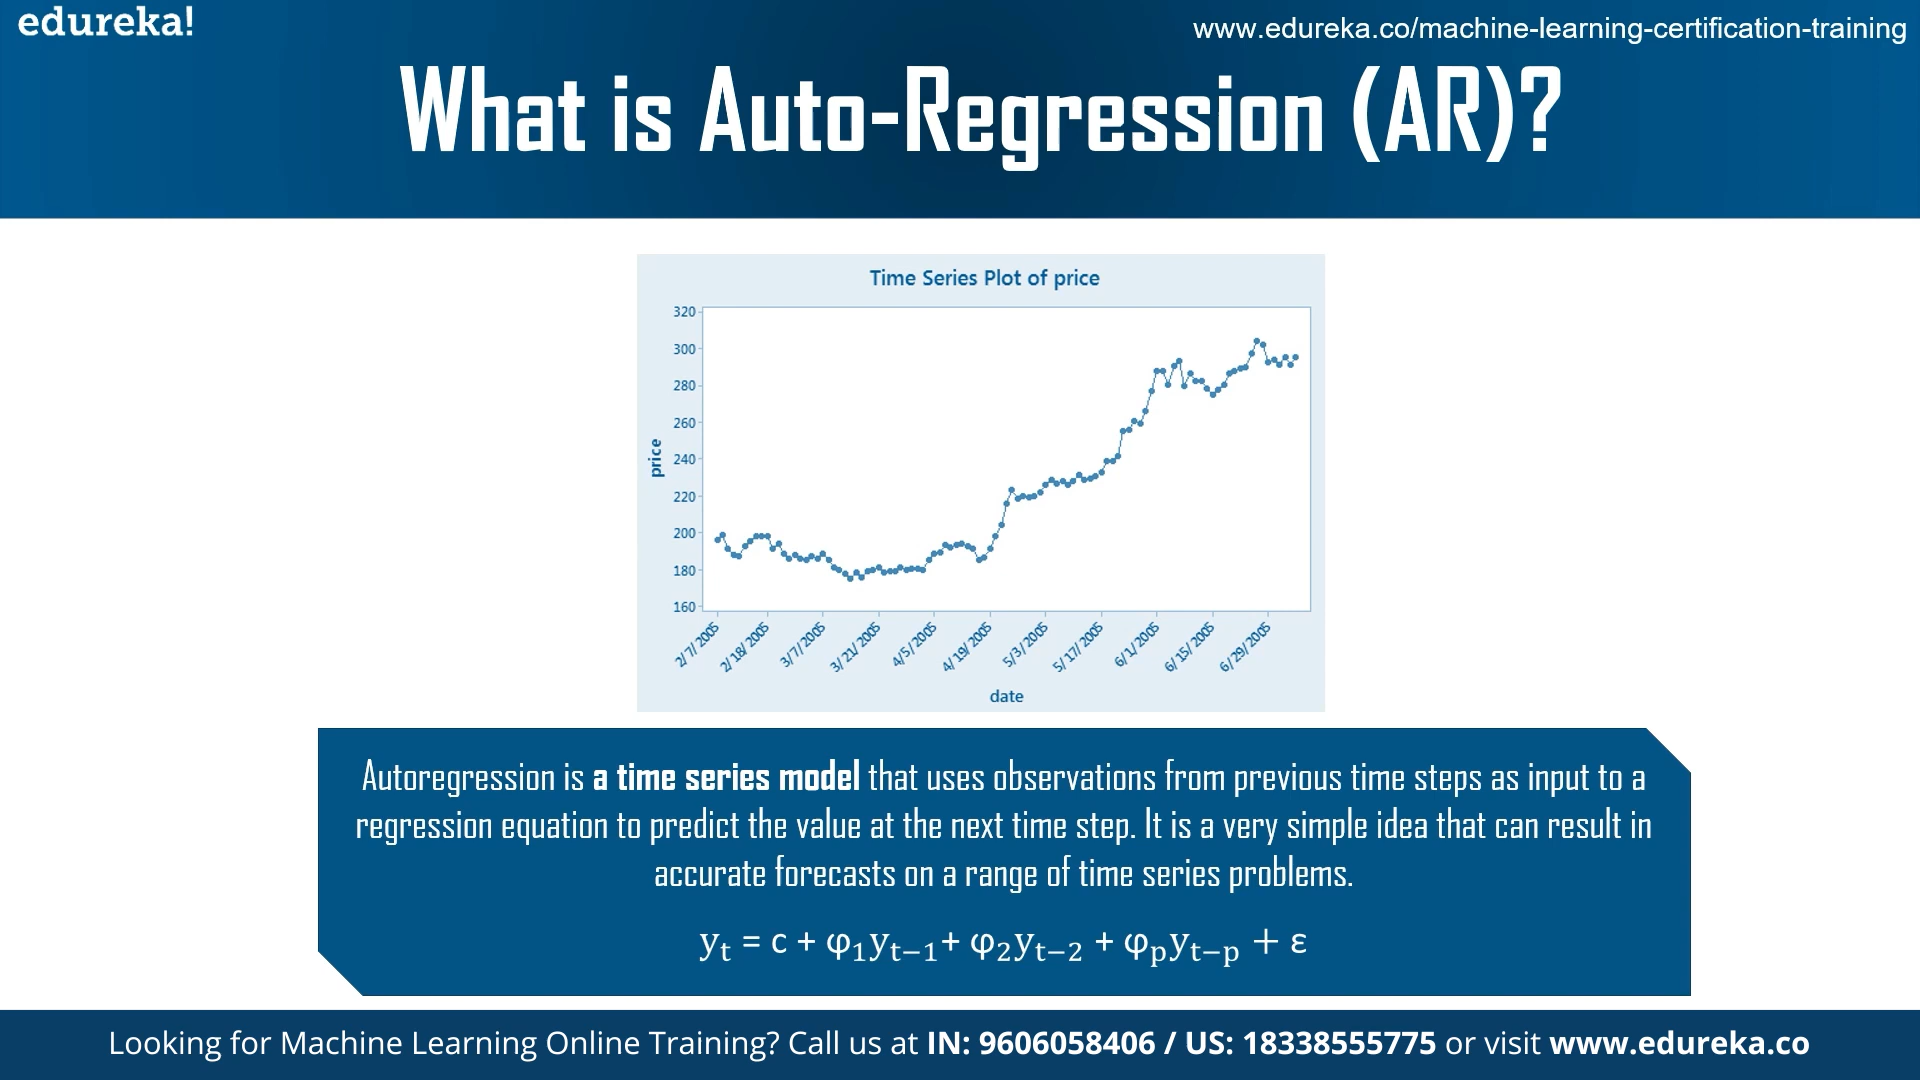 edureka!
www.edureka.co/machine-learning-certification-training
What is Auto-Regression (AR)?
Time Series Plot of price
320
300
280
260
240
220
200
180
160
price
2/7/2005
2/18/2005
3/7/2005
3/21/2005
4/5/2005
4/19/2005
5/3/2005
5/17/2005
6/1/2005
6/15/2005
6/29/2005
date
Autoregression is a time series model that uses observations from previous time steps as input to a
regression equation to predict the value at the next time step. It is a very simple idea that can result in
accurate forecasts on a range of time series problems.
yₜ = c + φ₁yₜ₋₁+ φ₂yₜ₋₂ + φₚyₜ₋ₚ + ε
Looking for Machine Learning Online Training? Call us at IN: 9606058406 / US: 18338555775 or visit www.edureka.co